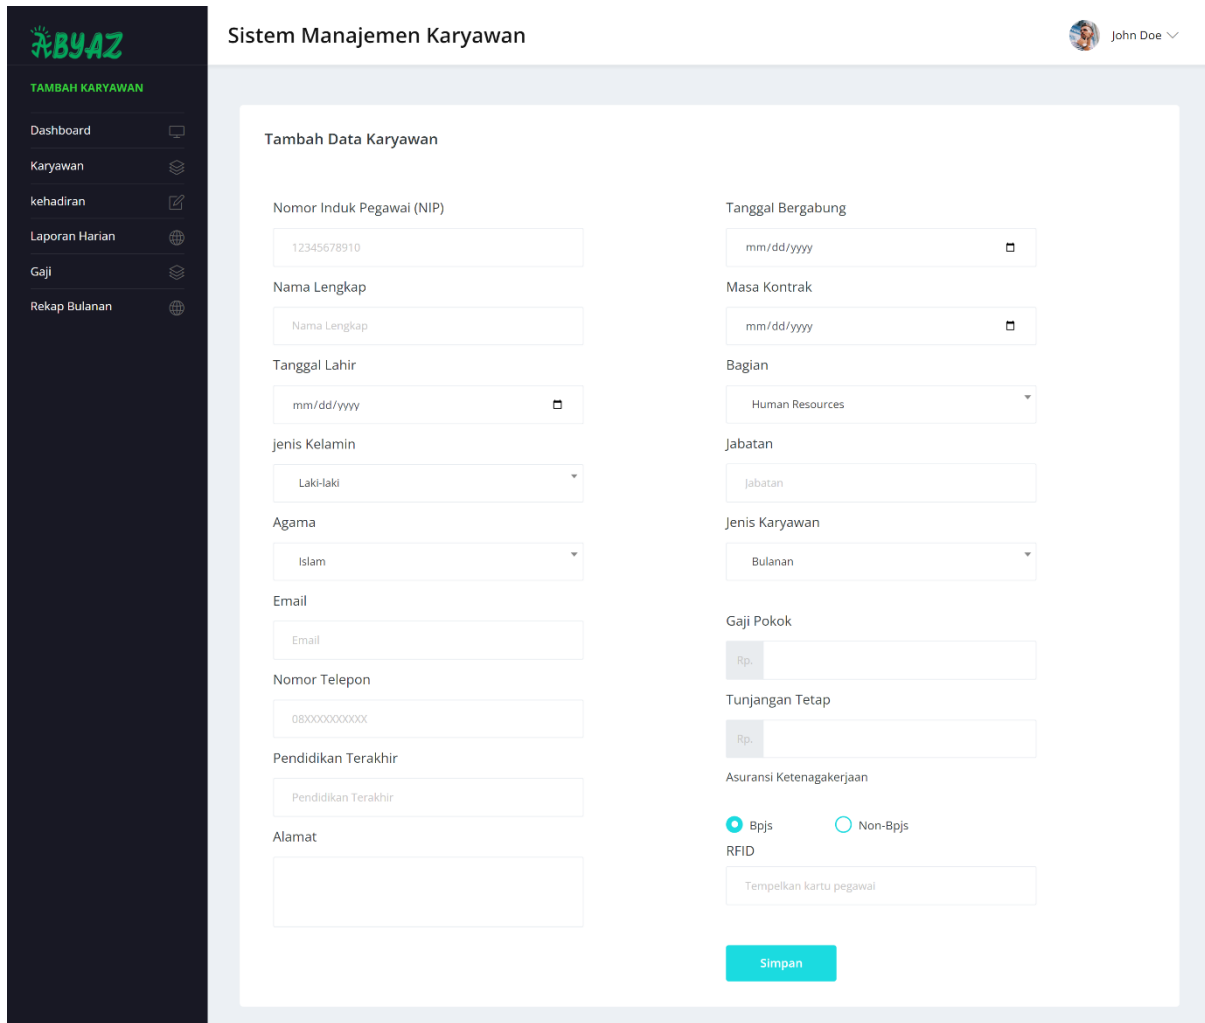 ABYAZ
Sistem Manajemen Karyawan
John Doe
TAMBAH KARYAWAN
Dashboard
Karyawan
kehadiran
Laporan Harian
Gaji
Rekap Bulanan
Tambah Data Karyawan
Nomor Induk Pegawai (NIP)
12345678910
Nama Lengkap
Nama Lengkap
Tanggal Lahir
mm/dd/yyyy
jenis Kelamin
Laki-laki
Agama
Islam
Email
Email
Nomor Telepon
08XXXXXXXXXX
Pendidikan Terakhir
Pendidikan Terakhir
Alamat
Tanggal Bergabung
mm/dd/yyyy
Masa Kontrak
mm/dd/yyyy
Bagian
Human Resources
Jabatan
Jabatan
Jenis Karyawan
Bulanan
Gaji Pokok
Rp.
Tunjangan Tetap
Rp.
Asuransi Ketenagakerjaan
Bpjs Non-Bpjs
RFID
Tempelkan kartu pegawai
Simpan